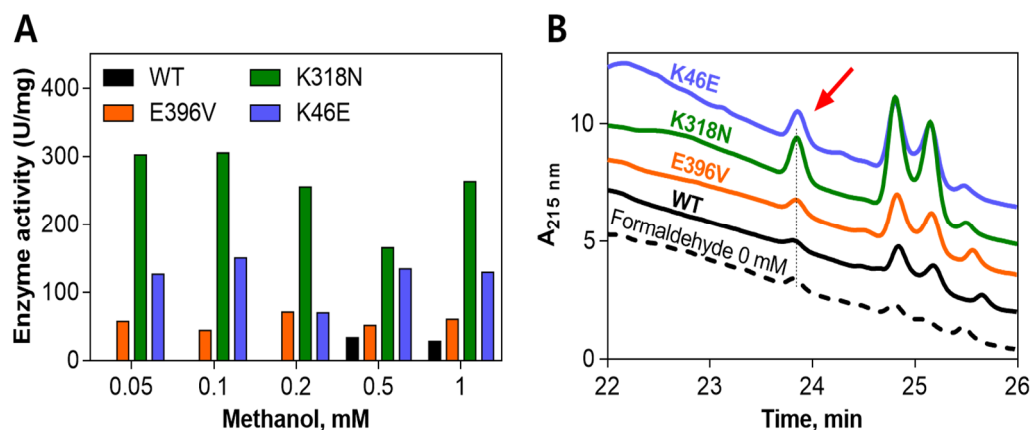 A
Enzyme activity (U/mg)
400
300
200
100
0
WT
K318N
E396V
K46E
0.05
0.1
0.2
0.5
1
Methanol, mM
B
A215 nm
10
5
0
K46E
K318N
E396V
WT
Formaldehyde 0 mM
22
23
24
25
26
Time, min